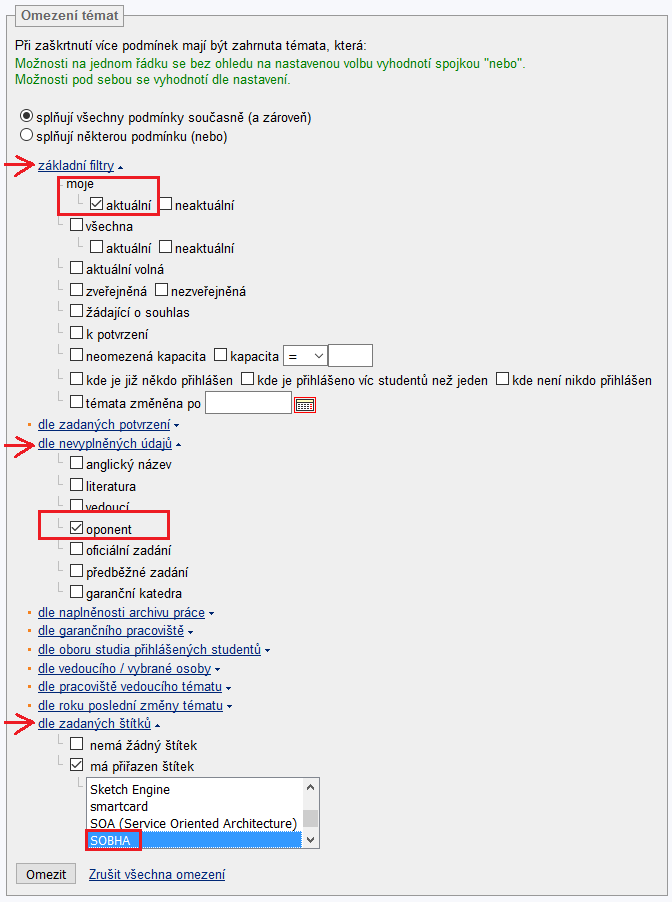 Omezení témat
Při zaškrtnutí více podmínek mají být zahrnuta témata, která:
Možnosti na jednom řádku se bez ohledu na nastavenou volbu vyhodnotí spojkou "nebo".
Možnosti pod sebou se vyhodnotí dle nastavení.
splňují všechny podmínky současně (a zároveň)
splňují některou podmínku (nebo)
základní filtry
moje
aktuální neaktuální
všechna
aktuální neaktuální
aktuální volná
zveřejněná nezveřejněná
žádající o souhlas
k potvrzení
neomezená kapacita kapacita =
kde je již někdo přihlášen kde je přihlášeno víc studentů než jeden kde není nikdo přihlášen
témata změněna po
dle zadaných potvrzení
dle nevyplněných údajů
anglický název
literatura
vedoucí
oponent
oficiální zadání
předběžné zadání
garanční katedra
dle naplněnosti archivu práce
dle garančního pracoviště
dle oboru studia přihlášených studentů
dle vedoucího / vybrané osoby
dle pracoviště vedoucího tématu
dle roku poslední změny tématu
dle zadaných štítků
nemá žádný štítek
má přiřazen štítek
Sketch Engine
smartcard
SOA (Service Oriented Architecture)
SOBHA
Omezit Zrušit všechna omezení